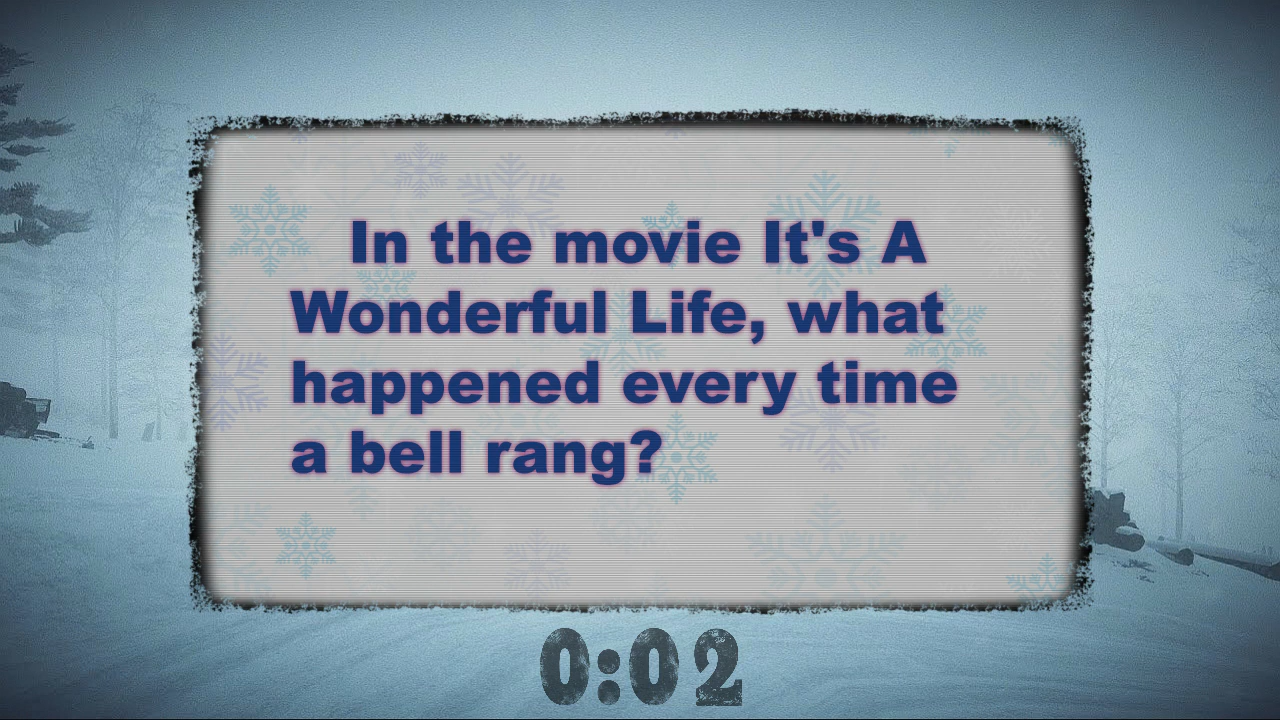 In the movie It's A
Wonderful Life, what
happened every time
a bell rang?
0:02